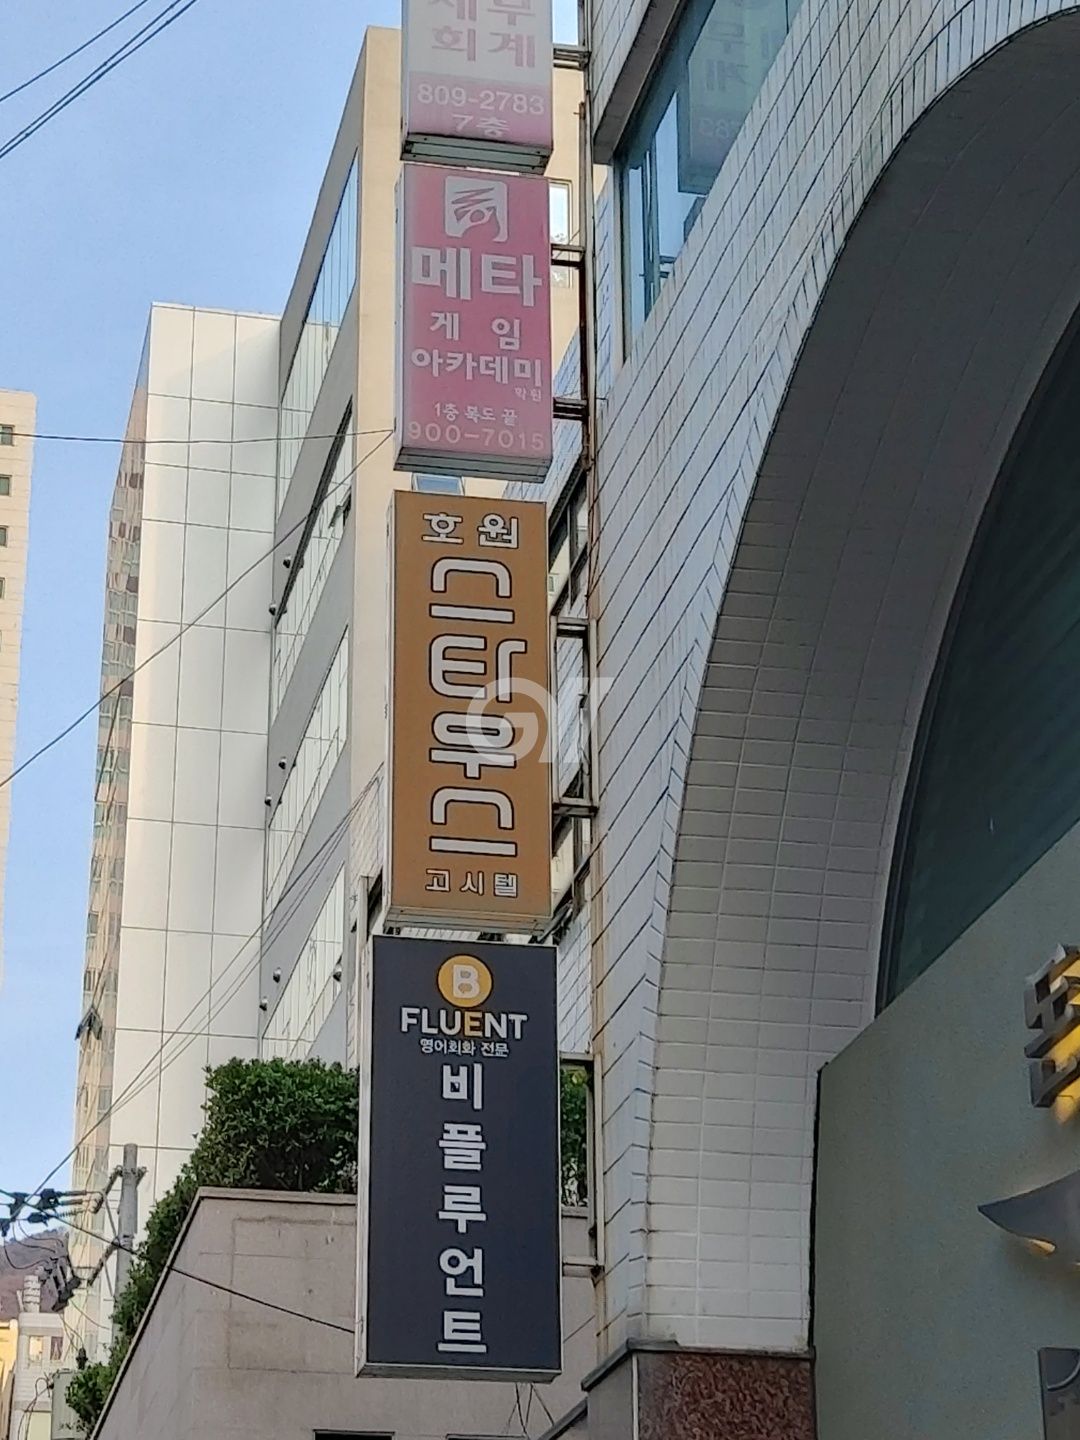 세무
회계
809-2783
7층
메타
게임
아카데미
학원
1층 복도 끝
900-7015
호원
스타우스
고시텔
B
FLUENT
영어회화 전문
비플루언트